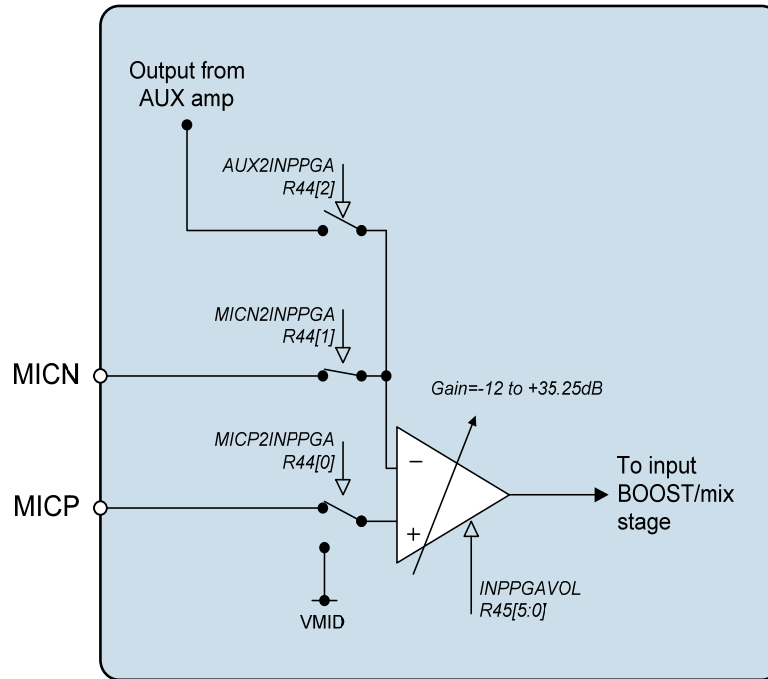 Output from
AUX amp
AUX2INPPGA
R44[2]
MICN2INPPGA
R44[1]
MICN
Gain=-12 to +35.25dB
MICP2INPPGA
R44[0]
MICP
−
+
To input
BOOST/mix
stage
VMID
INPPGAVOL
R45[5:0]